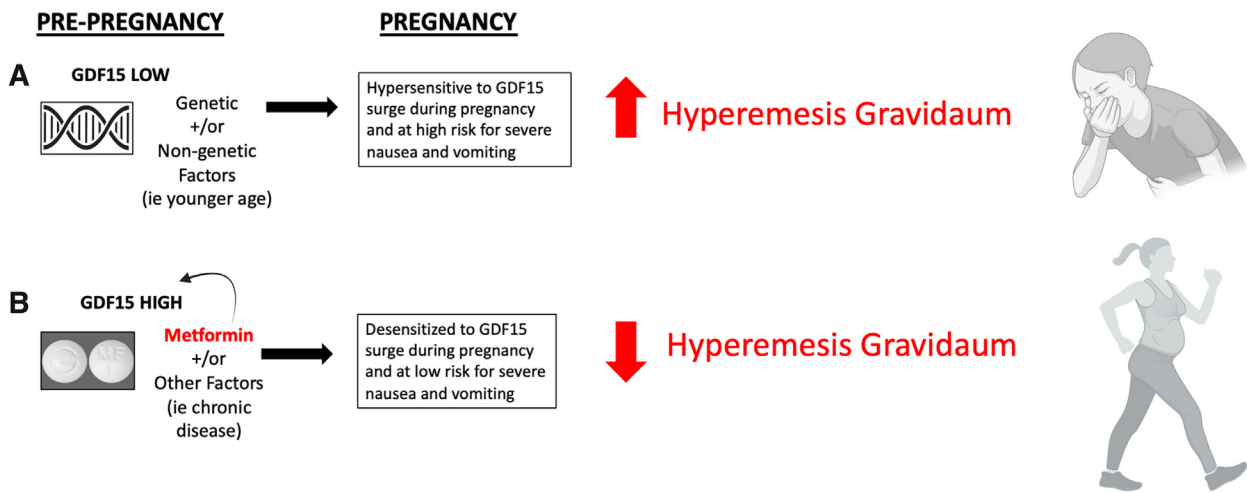 PRE-PREGNANCY
PREGNANCY
A
GDF15 LOW
Genetic
+/or
Non-genetic
Factors
(ie younger age)
Hypersensitive to GDF15
surge during pregnancy
and at high risk for severe
nausea and vomiting
Hyperemesis Gravidaum
B
GDF15 HIGH
G
MF
1
Metformin
+/or
Other Factors
(ie chronic
disease)
Desensitized to GDF15
surge during pregnancy
and at low risk for severe
nausea and vomiting
Hyperemesis Gravidaum